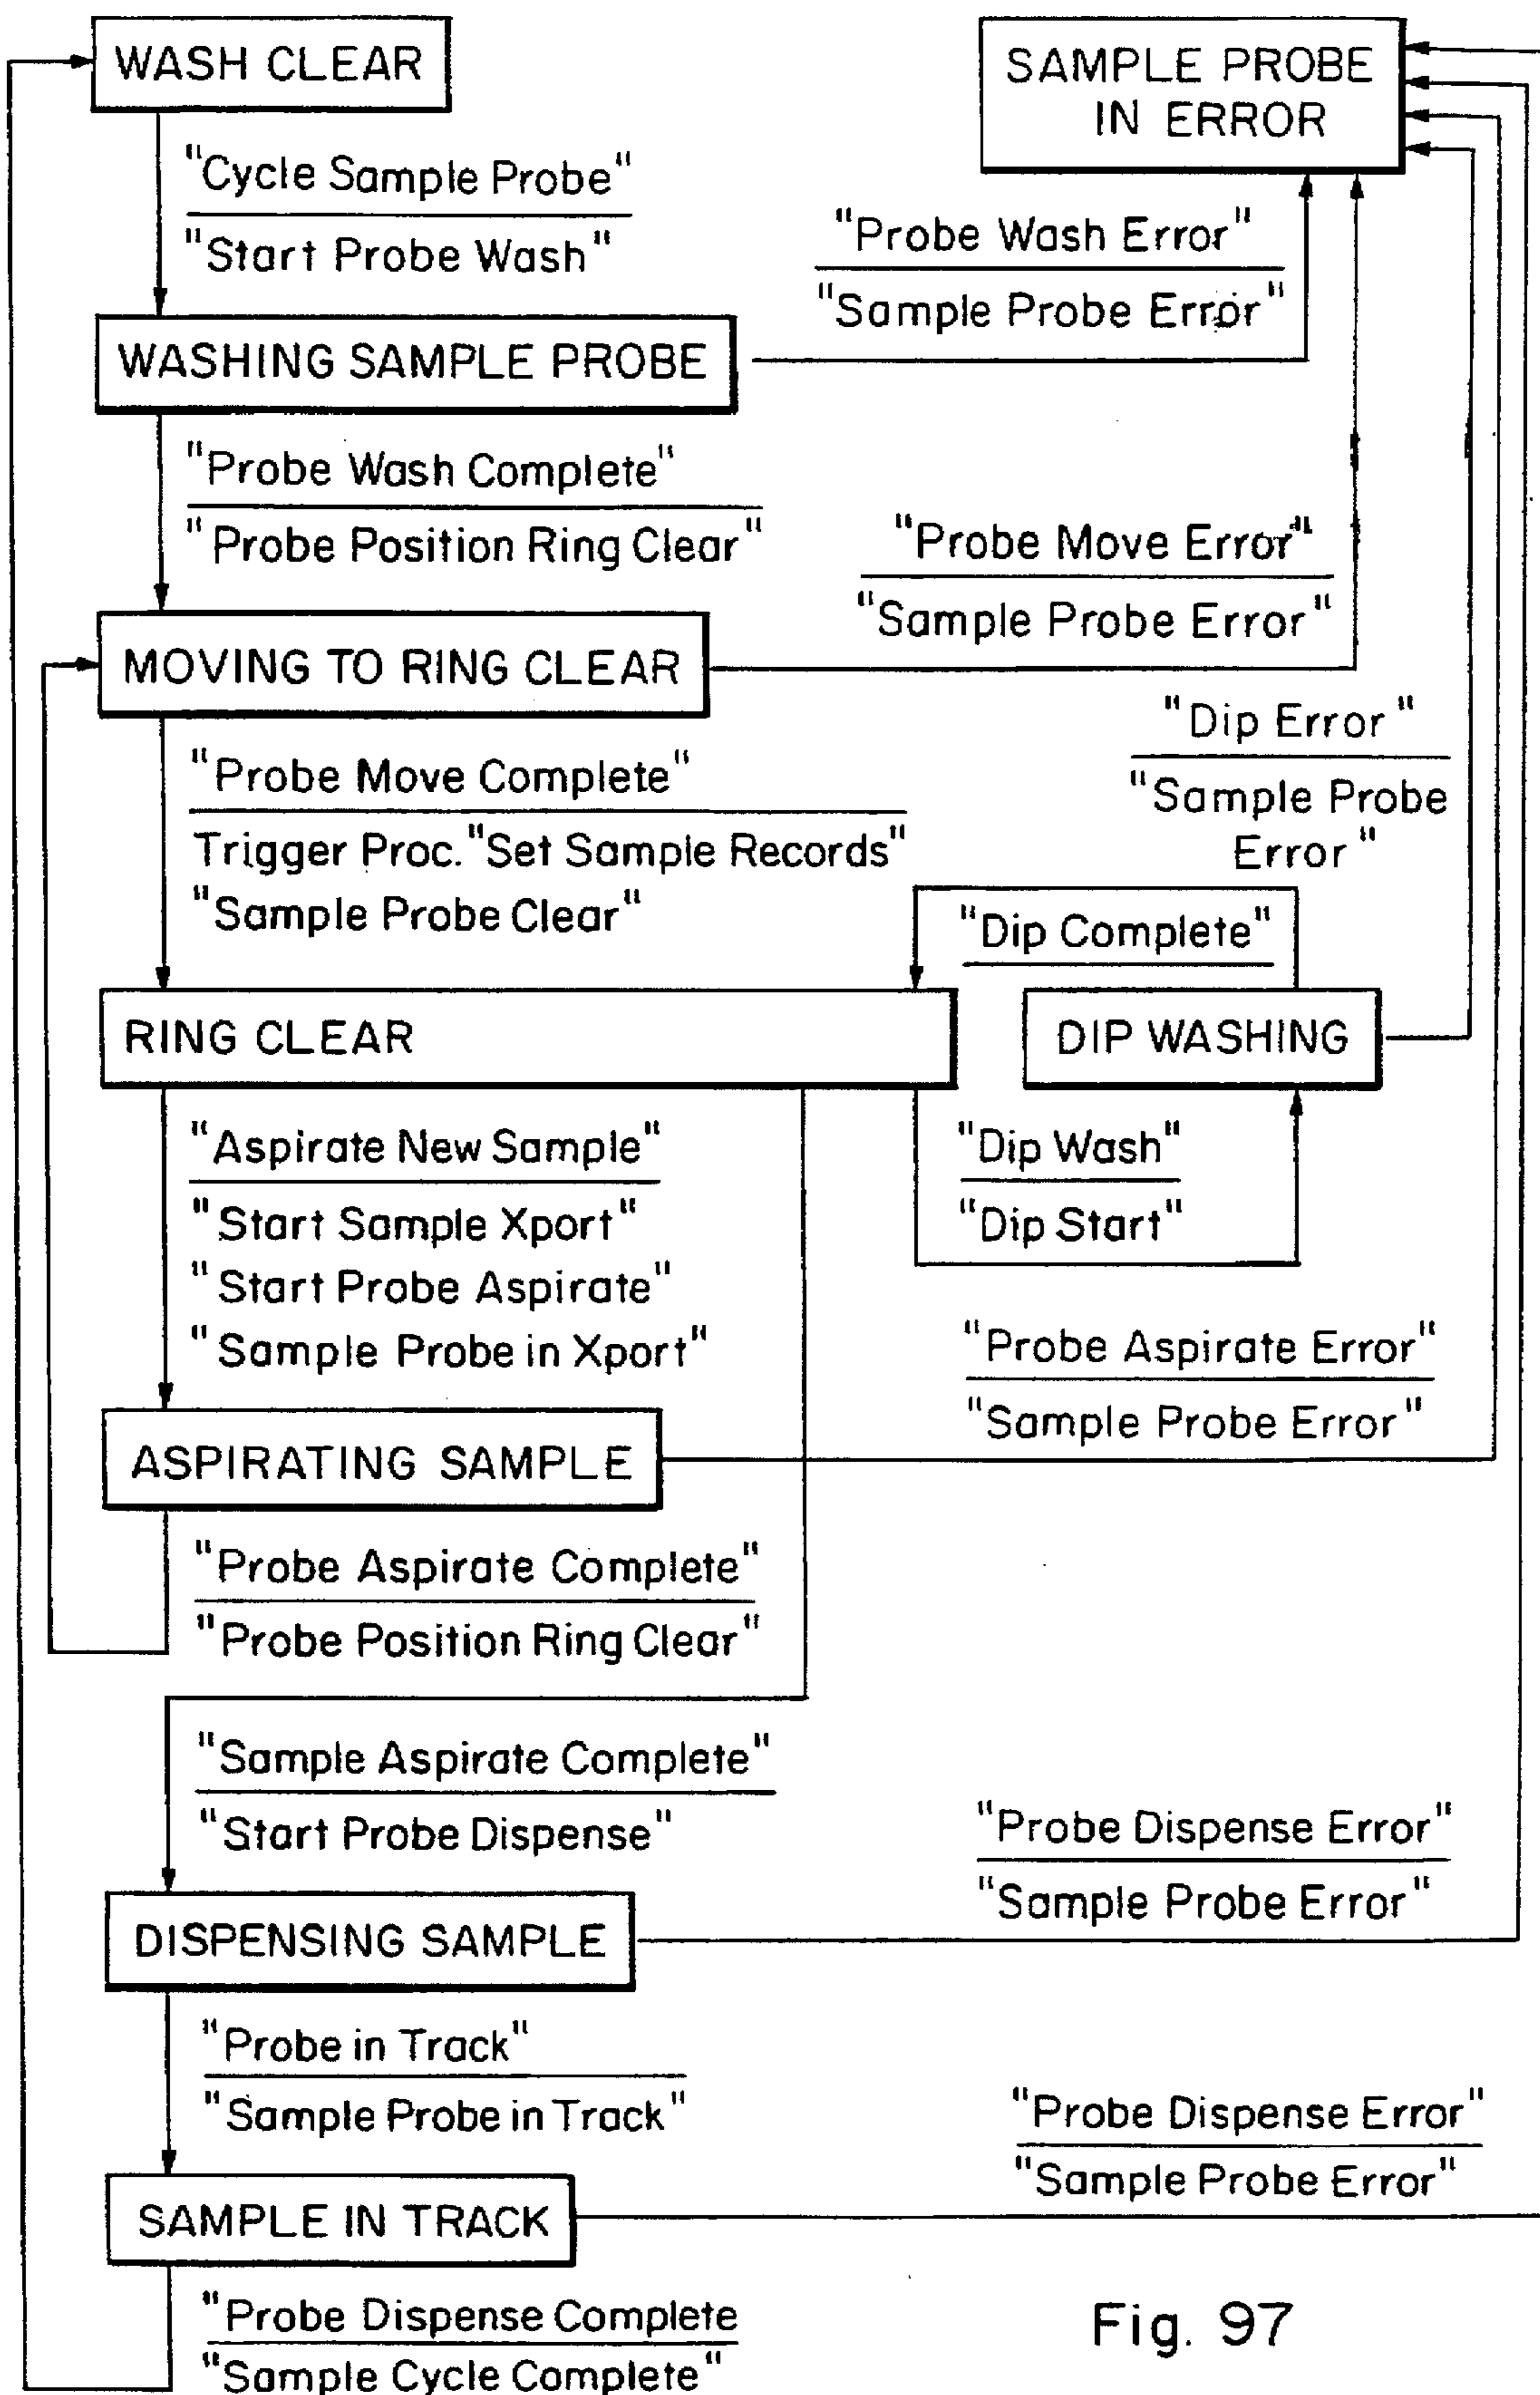 WASH CLEAR
"Cycle Sample Probe"
"Start Probe Wash"
SAMPLE PROBE
IN ERROR
"Probe Wash Error"
"Sample Probe Error"
WASHING SAMPLE PROBE
"Probe Wash Complete"
"Probe Position Ring Clear"
"Probe Move Error"
"Sample Probe Error"
MOVING TO RING CLEAR
"Probe Move Complete"
Trigger Proc. "Set Sample Records"
"Sample Probe Clear"
"Dip Error"
"Sample Probe
Error"
"Dip Complete"
RING CLEAR
DIP WASHING
"Aspirate New Sample"
"Start Sample Xport"
"Start Probe Aspirate"
"Sample Probe in Xport"
"Dip Wash"
"Dip Start"
"Probe Aspirate Error"
"Sample Probe Error"
ASPIRATING SAMPLE
"Probe Aspirate Complete"
"Probe Position Ring Clear"
"Sample Aspirate Complete"
"Start Probe Dispense"
"Probe Dispense Error"
"Sample Probe Error"
DISPENSING SAMPLE
"Probe in Track"
"Sample Probe in Track"
"Probe Dispense Error"
"Sample Probe Error"
SAMPLE IN TRACK
"Probe Dispense Complete
"Sample Cycle Complete"
Fig. 97